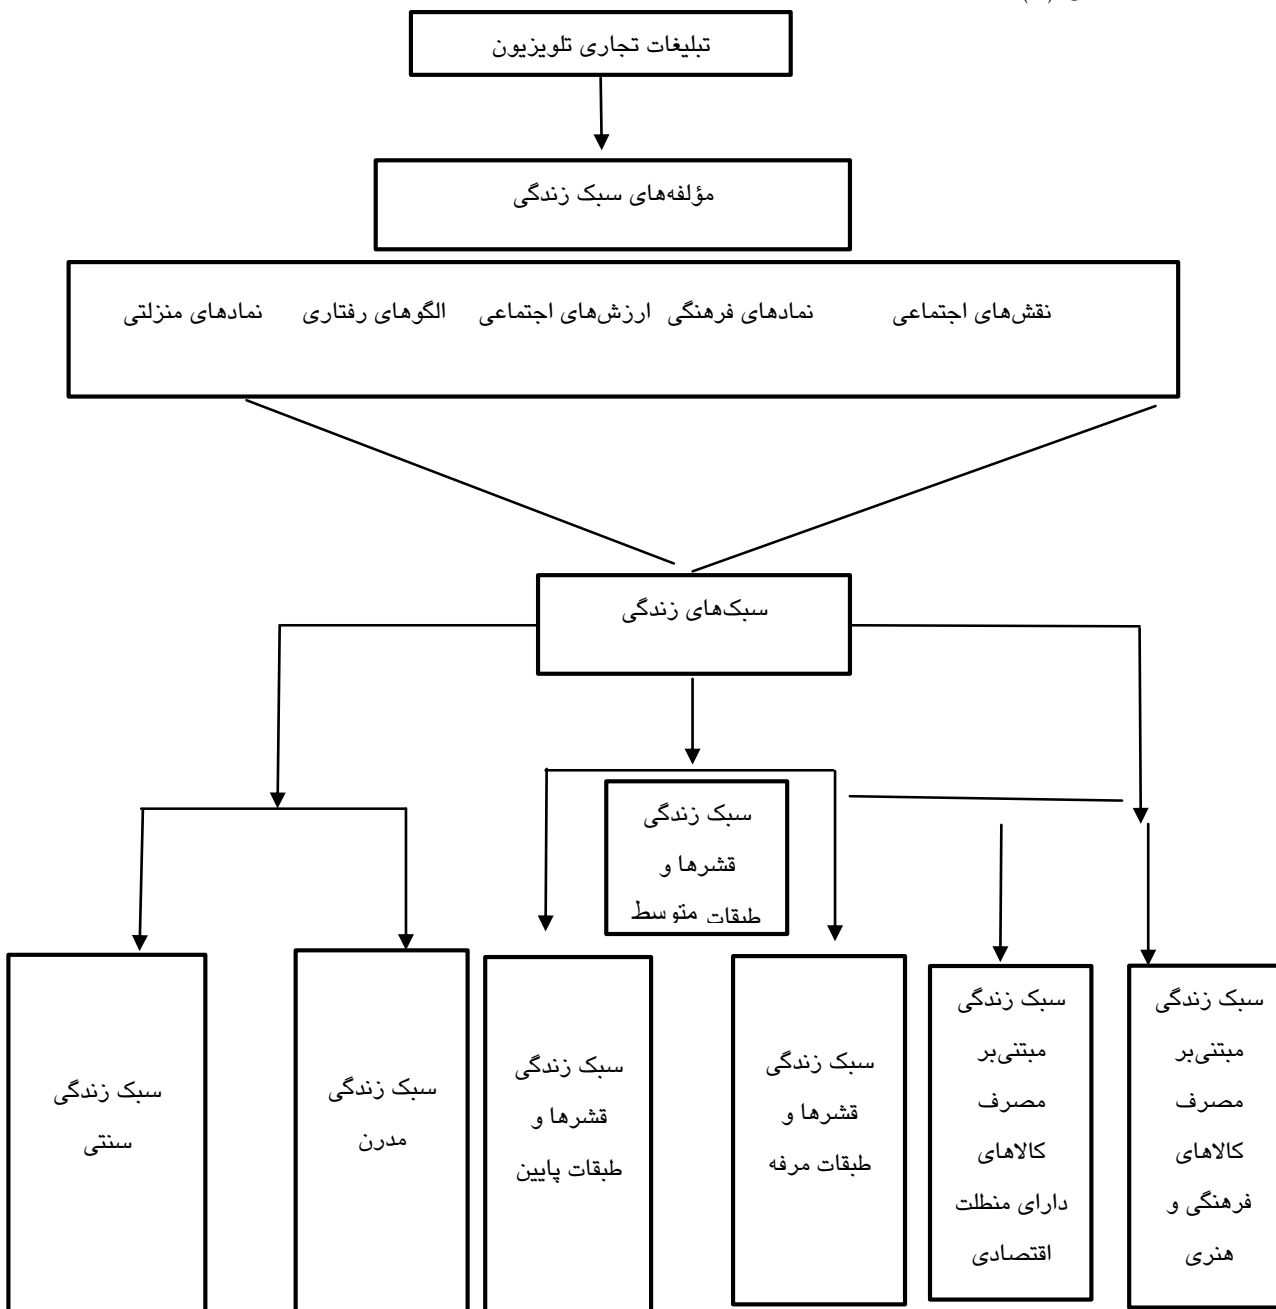 تبلیغات تجاری تلویزیون
مؤلفه‌های سبک زندگی
نقش‌های اجتماعی نمادهای فرهنگی ارزش‌های اجتماعی الگوهای رفتاری نمادهای منزلتی
سبک‌های زندگی
سبک زندگی
قشرها و
طبقات متوسط
سبک زندگی
مبتنی‌بر
مصرف
کالاهای
فرهنگی و
هنری
سبک زندگی
مبتنی‌بر
مصرف
کالاهای
دارای منطلت
اقتصادی
سبک زندگی
قشرها و
طبقات مرفه
سبک زندگی
قشرها و
طبقات پایین
سبک زندگی
مدرن
سبک زندگی
سنتی